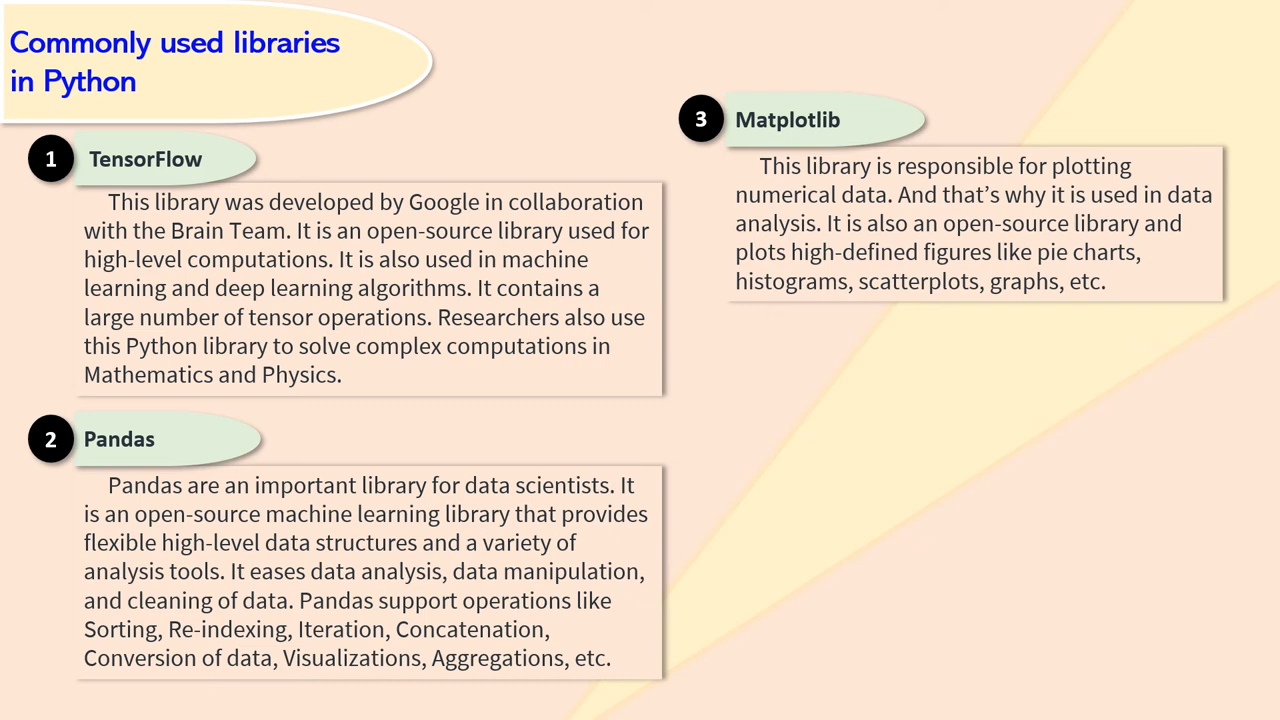 Commonly used libraries
in Python
1 TensorFlow
This library was developed by Google in collaboration
with the Brain Team. It is an open-source library used for
high-level computations. It is also used in machine
learning and deep learning algorithms. It contains a
large number of tensor operations. Researchers also use
this Python library to solve complex computations in
Mathematics and Physics.
2 Pandas
Pandas are an important library for data scientists. It
is an open-source machine learning library that provides
flexible high-level data structures and a variety of
analysis tools. It eases data analysis, data manipulation,
and cleaning of data. Pandas support operations like
Sorting, Re-indexing, Iteration, Concatenation,
Conversion of data, Visualizations, Aggregations, etc.
3 Matplotlib
This library is responsible for plotting
numerical data. And that’s why it is used in data
analysis. It is also an open-source library and
plots high-defined figures like pie charts,
histograms, scatterplots, graphs, etc.